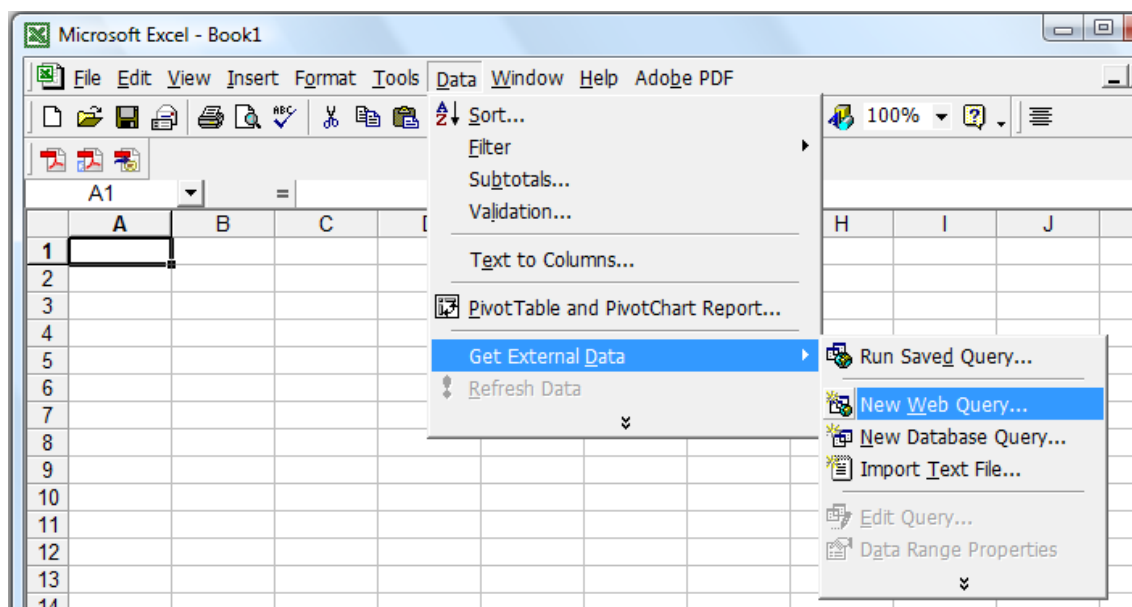 Microsoft Excel - Book1
File Edit View Insert Format Tools Data Window Help Adobe PDF
ABC
A Z Sort...
100%
Filter
A1 = Subtotals...
Validation...
A B C H I J
1
2 Text to Columns...
3
PivotTable and PivotChart Report...
4
5 Get External Data Run Saved Query...
6 Refresh Data
7 New Web Query...
8 New Database Query...
9 Import Text File...
10
11 Edit Query...
12 Data Range Properties
13